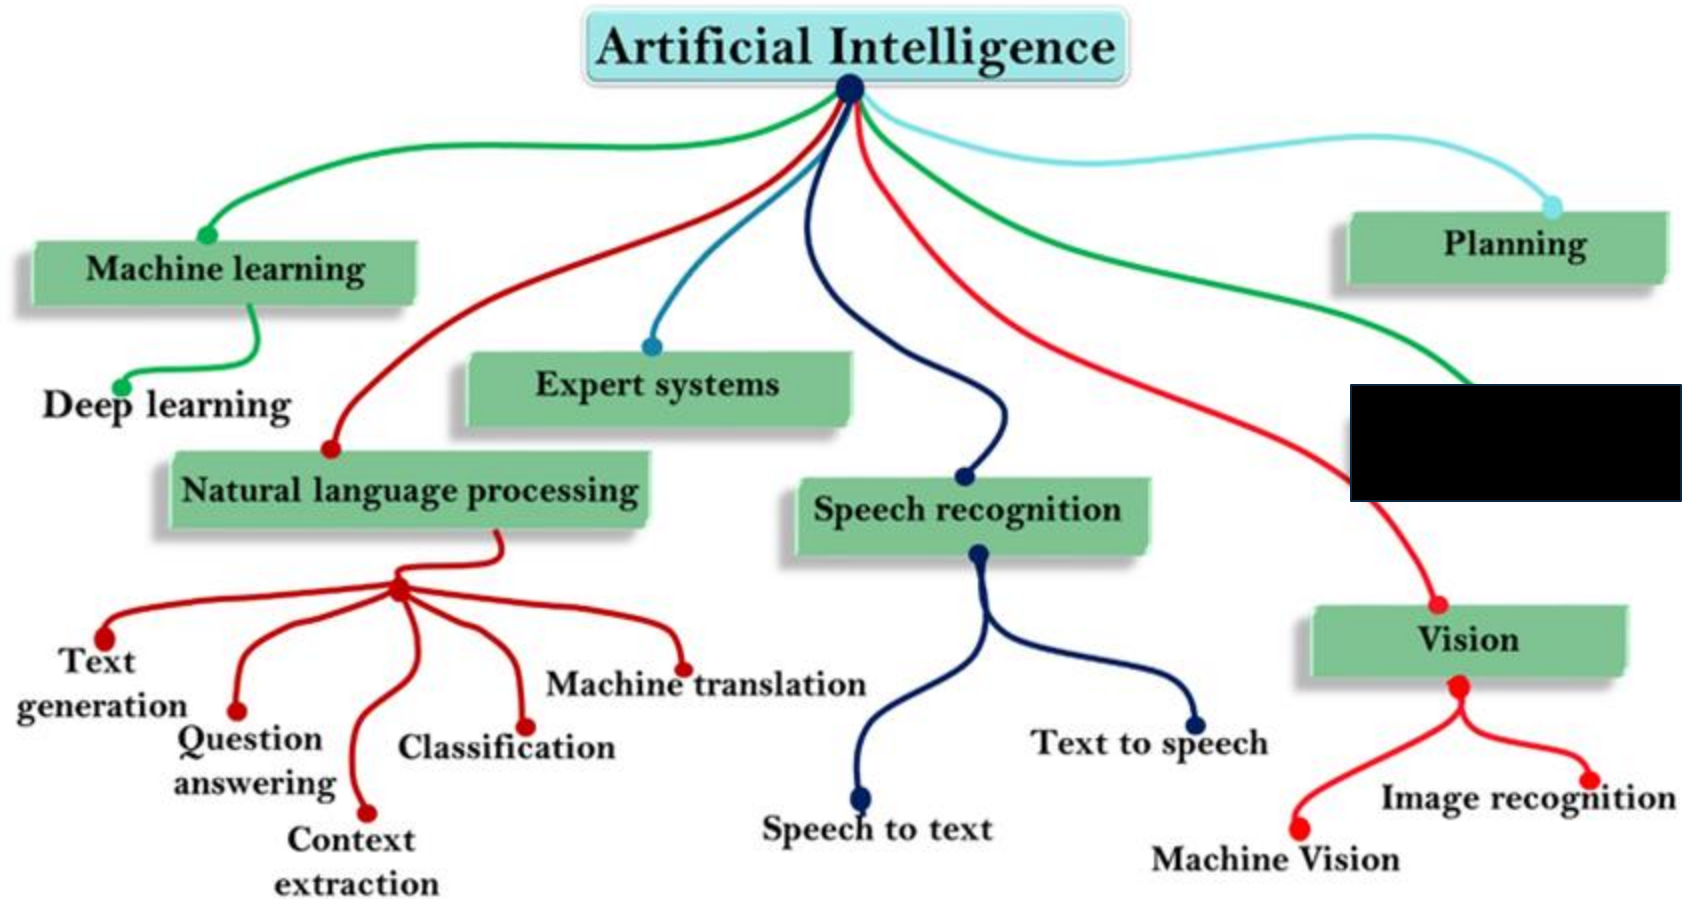 Artificial Intelligence
Machine learning
Deep learning
Natural language processing
Text
generation
Question
answering
Context
extraction
Classification
Machine translation
Expert systems
Speech recognition
Speech to text
Text to speech
Planning
Vision
Machine Vision
Image recognition